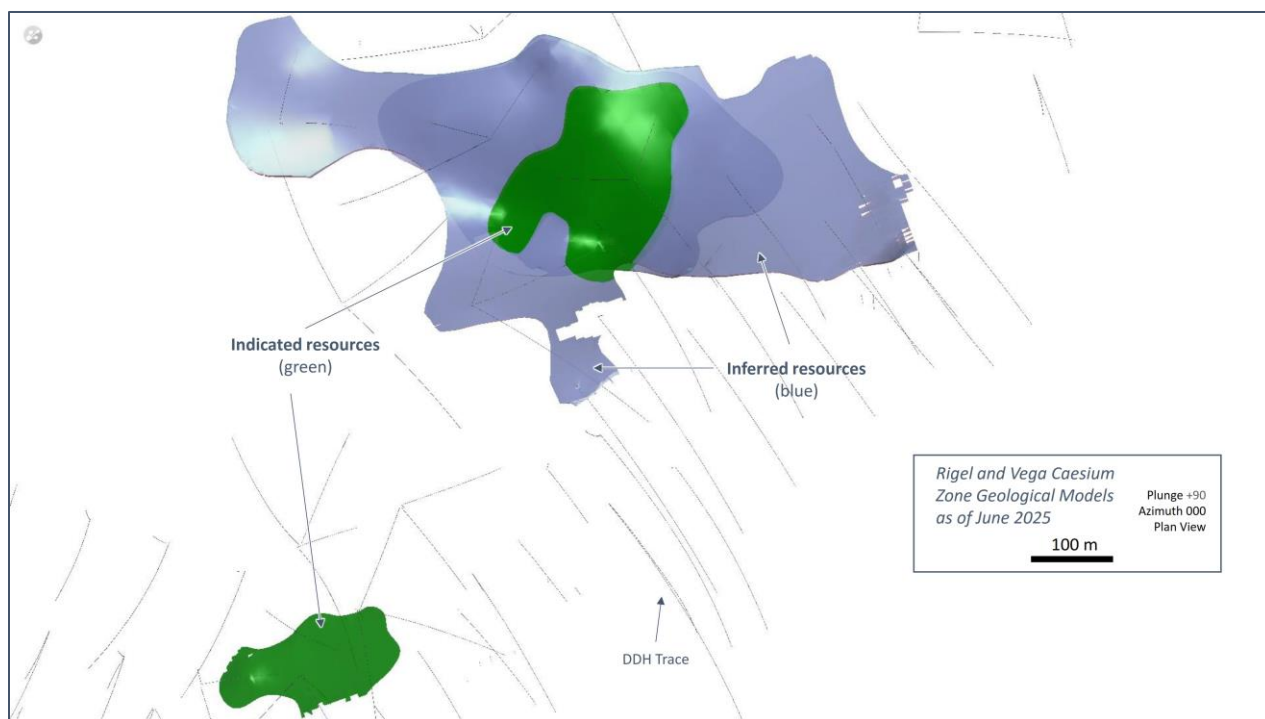 Indicated resources
(green)
Inferred resources
(blue)
Rigel and Vega Caesium
Zone Geological Models
as of June 2025
Plunge +90
Azimuth 000
Plan View
100 m
DDH Trace